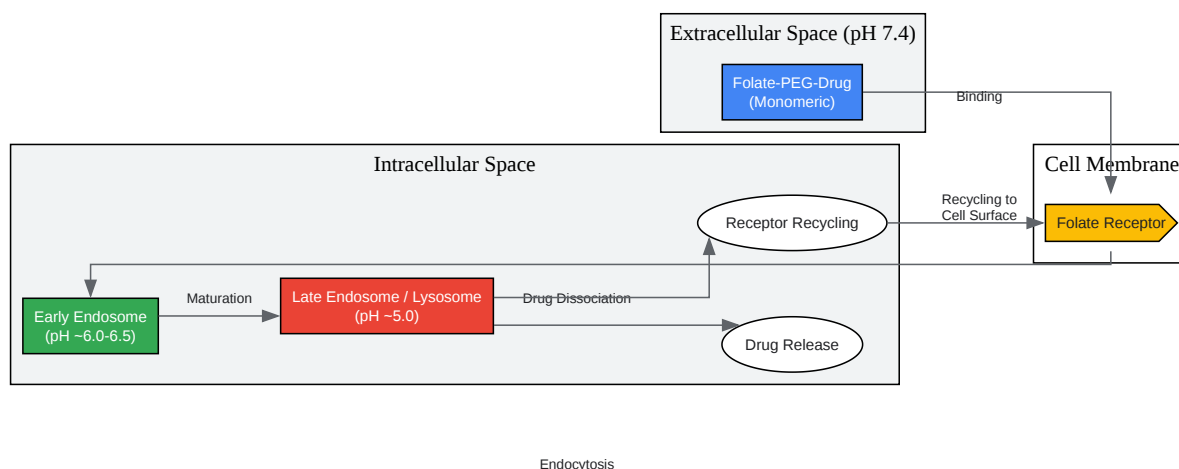 Extracellular Space (pH 7.4)
Folate-PEG-Drug
(Monomeric)
Binding
Intracellular Space
Cell Membrane
Receptor Recycling
Recycling to
Cell Surface
Folate Receptor
Early Endosome
(pH ~6.0-6.5)
Maturation
Late Endosome / Lysosome
(pH ~5.0)
Drug Dissociation
Drug Release
Endocytosis